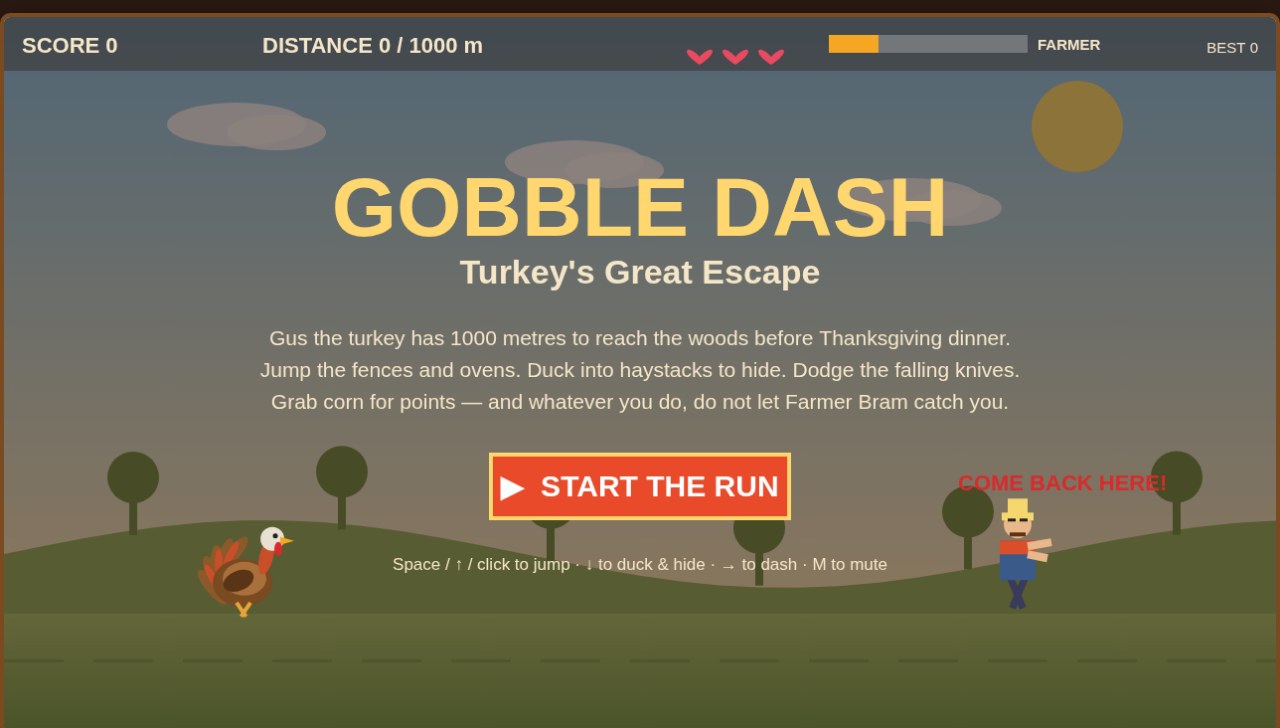 SCORE 0
DISTANCE 0 / 1000 m
FARMER
BEST 0
GOBBLE DASH
Turkey's Great Escape
Gus the turkey has 1000 metres to reach the woods before Thanksgiving dinner.
Jump the fences and ovens. Duck into haystacks to hide. Dodge the falling knives.
Grab corn for points — and whatever you do, do not let Farmer Bram catch you.
▶ START THE RUN
COME BACK HERE!
Space / ↑ / click to jump · ↓ to duck & hide · → to dash · M to mute